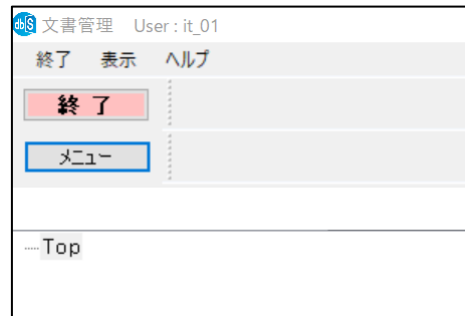 dbS 文書管理 User : it_01
終了 表示 ヘルプ
終 了
メニュー
Top